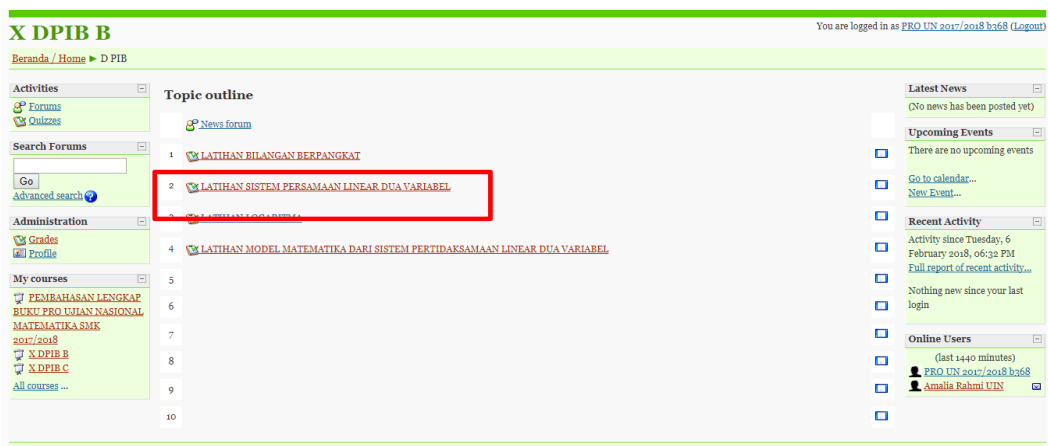 X DPIB B
You are logged in as PRO UN 2017/2018 b368 (Logout)
Beranda / Home ► D PIB
Activities
Forums
Quizzes
Search Forums
Go
Advanced search
Administration
Grades
Profile
My courses
PEMBAHASAN LENGKAP
BUKU PRO UJIAN NASIONAL
MATEMATIKA SMK
2017/2018
X DPIB B
X DPIB C
All courses ...
Topic outline
News forum
1 LATIHAN BILANGAN BERPANGKAT
2 LATIHAN SISTEM PERSAMAAN LINEAR DUA VARIABEL
3 LATIHAN LOGARITMA
4 LATIHAN MODEL MATEMATIKA DARI SISTEM PERTIDAKSAMAAN LINEAR DUA VARIABEL
5
6
7
8
9
10
Latest News
(No news has been posted yet)
Upcoming Events
There are no upcoming events
Go to calendar...
New Event...
Recent Activity
Activity since Tuesday, 6
February 2018, 06:32 PM
Full report of recent activity...
Nothing new since your last
login
Online Users
(last 1440 minutes)
PRO UN 2017/2018 b368
Amalia Rahmi UIN